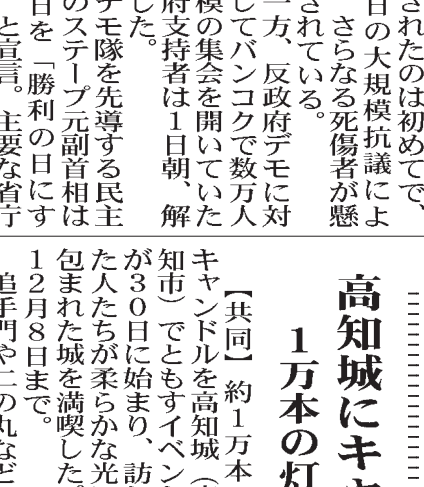 されたのは初めてで、
日の大規模抗議によ
さらなる死傷者が懸
されている。
一方、反政府デモに対
してバンコクで数万人
模の集会を開いていた
府支持者は1日朝、解
した。
デモ隊を先導する民主
のステープ元副首相は
日を「勝利の日にす
と宣言。主要な省庁
高知城にキャ
1万本の灯
【共同】約1万本
キャンドルを高知城（
知市）でともすイベン
が30日に始まり、訪
た人たちが柔らかな光
包まれた城を満喫した。
12月8日まで。
追手門や二の丸など